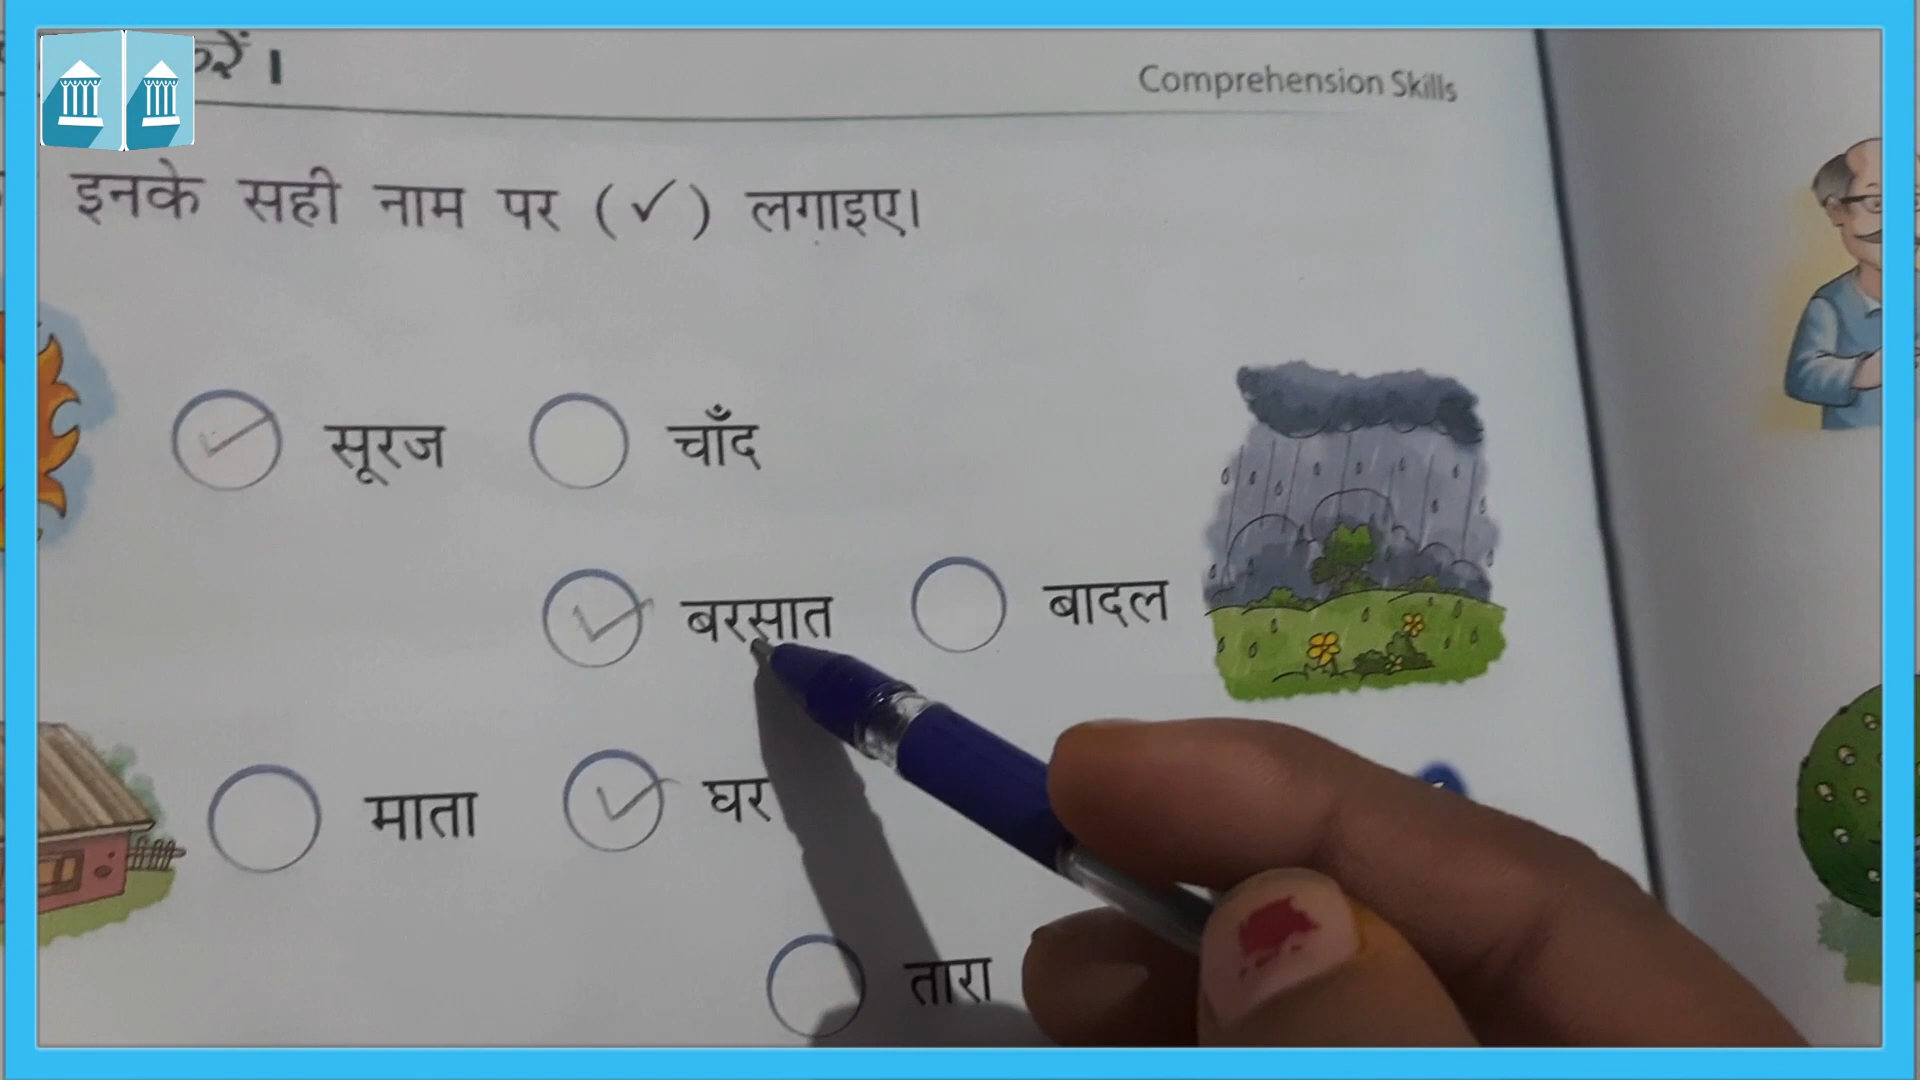 करें।
Comprehension Skills
इनके सही नाम पर (✓) लगाइए।
सूरज चाँद
बरसात बादल
माता घर
तारा